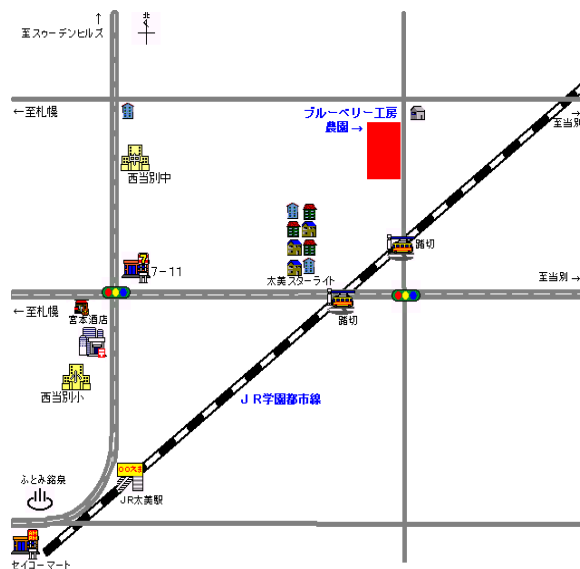 北
↑
至スウーデンヒルズ
←至札幌
ブルーベリー工房
農園→
→
至当別
西当別中
踏切
7-11
太美スターライト
→
至当別
←至札幌
宮本酒店
踏切
西当別小
JR学園都市線
ふとみ銘泉
JR太美駅
セイコーマート